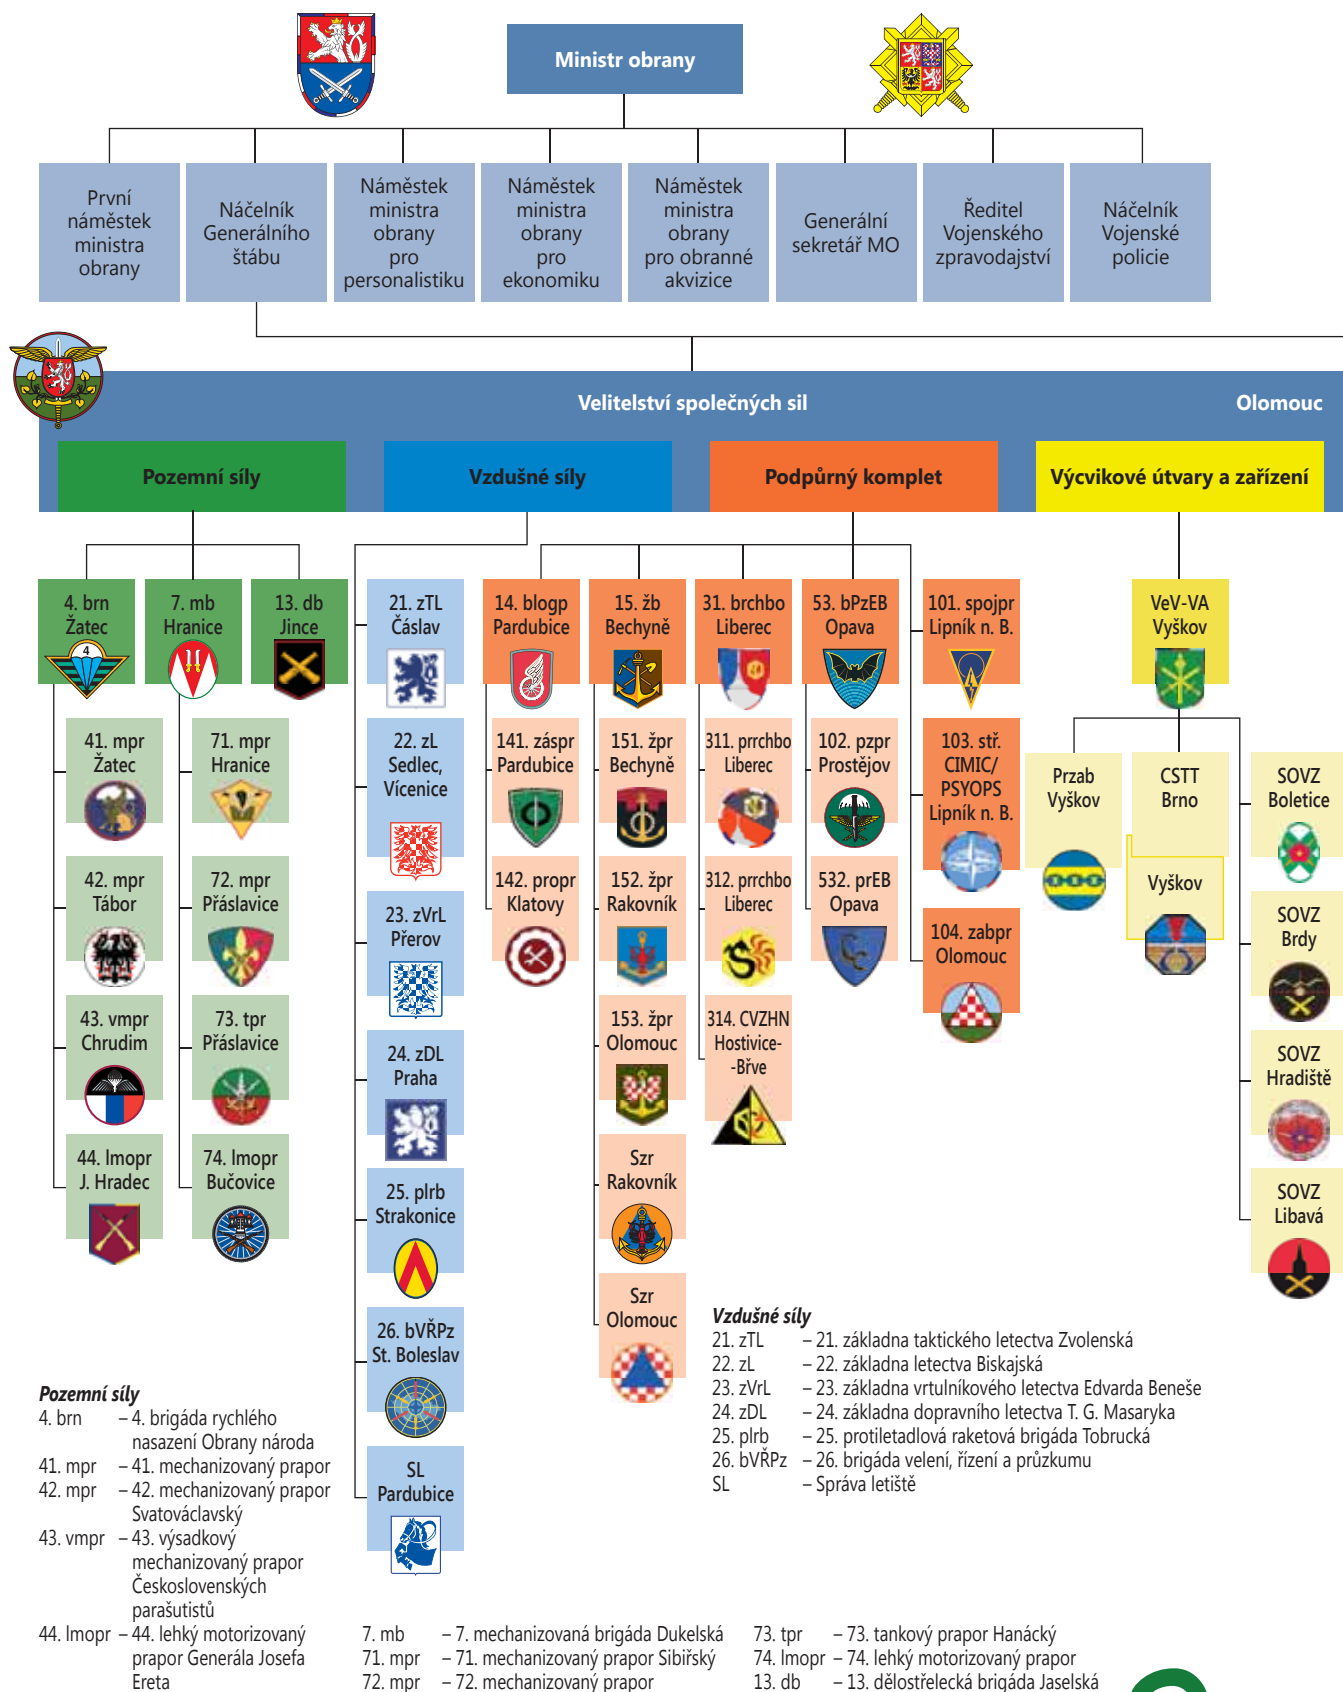 Ministr obrany
První
náměstek
ministra
obrany
Náčelník
Generálního
štábu
Náměstek
ministra
obrany
pro
personalistiku
Náměstek
ministra
obrany
pro
ekonomiku
Náměstek
ministra
obrany
pro obranné
akvizice
Generální
sekretář MO
Ředitel
Vojenského
zpravodajství
Náčelník
Vojenské
policie
Velitelství společných sil
Olomouc
Pozemní síly
Vzdušné síly
Podpůrný komplet
Výcvikové útvary a zařízení
4. brn
Žatec
4
7. mb
Hranice
13. db
Jince
41. mpr
Žatec
42. mpr
Tábor
43. vmpr
Chrudim
44. lmopr
J. Hradec
71. mpr
Hranice
72. mpr
Přáslavice
73. tpr
Přáslavice
74. lmopr
Bučovice
21. zTL
Čáslav
22. zL
Sedlec,
Vícenice
23. zVrL
Přerov
24. zDL
Praha
25. plrb
Strakonice
26. bVŘPz
St. Boleslav
SL
Pardubice
14. blogp
Pardubice
141. záspr
Pardubice
142. propr
Klatovy
15. žb
Bechyně
151. žpr
Bechyně
152. žpr
Rakovník
153. žpr
Olomouc
Szr
Rakovník
Szr
Olomouc
31. brchbo
Liberec
311. prrchbo
Liberec
312. prrchbo
Liberec
314. CVZHN
Hostivice-
-Břve
53. bPzEB
Opava
102. pzpr
Prostějov
532. prEB
Opava
101. spojpr
Lipník n. B.
103. stř.
CIMIC/
PSYOPS
Lipník n. B.
104. zabpr
Olomouc
VeV-VA
Vyškov
Przab
Vyškov
CSTT
Brno
Vyškov
SOVZ
Boletice
SOVZ
Brdy
SOVZ
Hradiště
SOVZ
Libavá
Vzdušné síly
21. zTL – 21. základna taktického letectva Zvolenská
22. zL – 22. základna letectva Biskajská
23. zVrL – 23. základna vrtulníkového letectva Edvarda Beneše
24. zDL – 24. základna dopravního letectva T. G. Masaryka
25. plrb – 25. protiletadlová raketová brigáda Tobrucká
26. bVŘPz – 26. brigáda velení, řízení a průzkumu
SL – Správa letiště
Pozemní síly
4. brn – 4. brigáda rychlého
nasazení Obrany národa
41. mpr – 41. mechanizovaný prapor
42. mpr – 42. mechanizovaný prapor
Svatováclavský
43. vmpr – 43. výsadkový
mechanizovaný prapor
Československých
parašutistů
44. lmopr – 44. lehký motorizovaný
prapor Generála Josefa
Ereta
7. mb – 7. mechanizovaná brigáda Dukelská
71. mpr – 71. mechanizovaný prapor Sibiřský
72. mpr – 72. mechanizovaný prapor
73. tpr – 73. tankový prapor Hanácký
74. lmopr – 74. lehký motorizovaný prapor
13. db – 13. dělostřelecká brigáda Jaselská